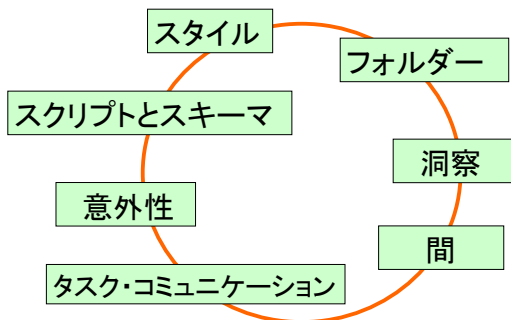 スタイル
フォルダー
スクリプトとスキーマ
洞察
意外性
間
タスク・コミュニケーション